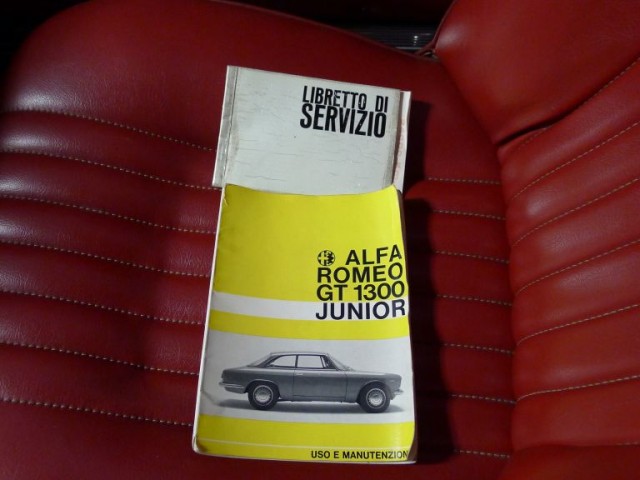 LIBRETTO DI
SERVIZIO
ALFA
ROMEO
GT 1300
JUNIOR
USO E MANUTENZION